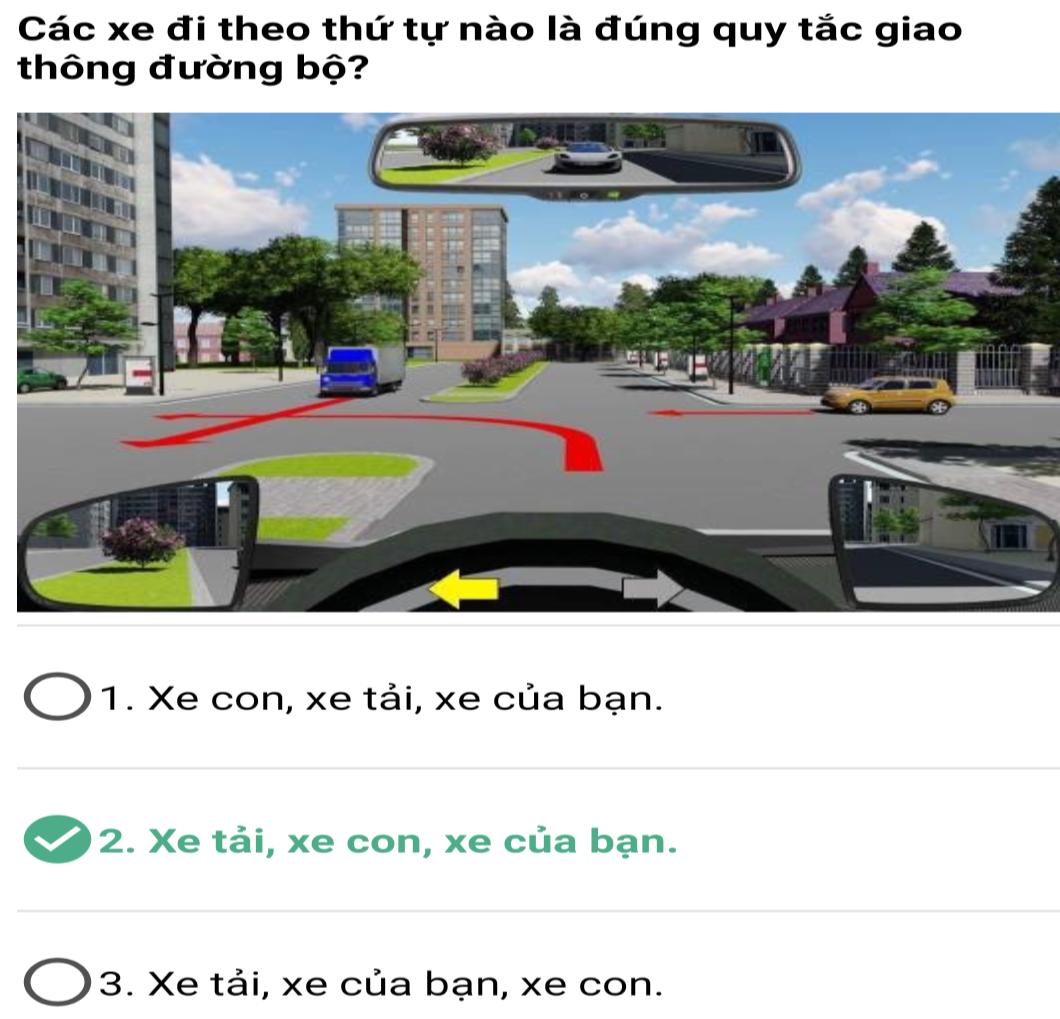 Các xe đi theo thứ tự nào là đúng quy tắc giao
thông đường bộ?
1. Xe con, xe tải, xe của bạn.
2. Xe tải, xe con, xe của bạn.
3. Xe tải, xe của bạn, xe con.